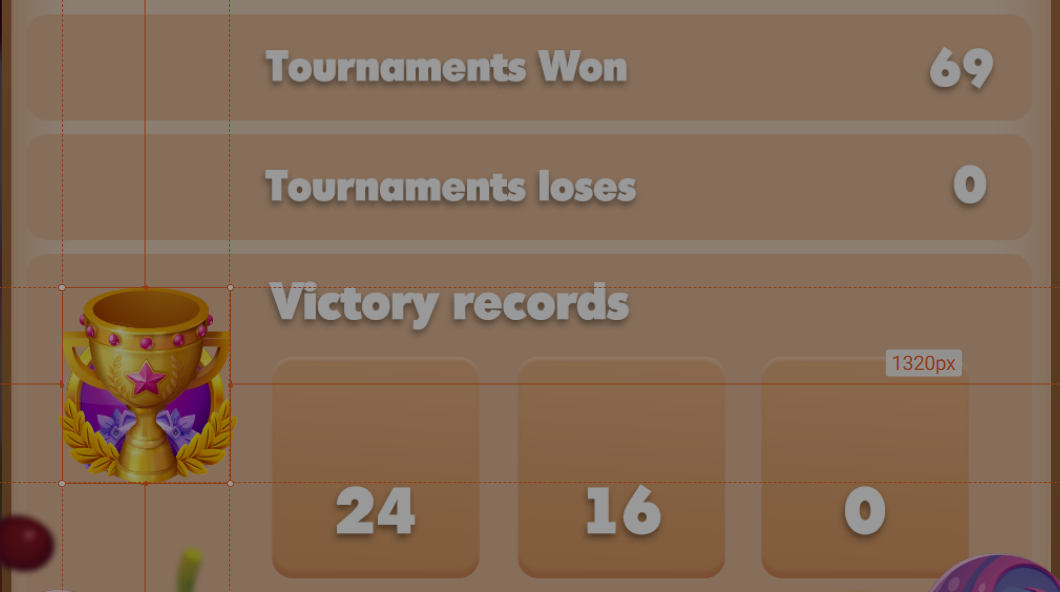 Tournaments Won
69
Tournaments loses
0
Victory records
1320px
24
16
0